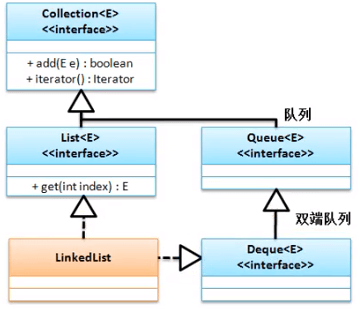 Collection<E>
<<interface>>
+ add(E e) : boolean
+ iterator() : Iterator
队列
List<E>
<<interface>>
+ get(int index) : E
Queue<E>
<<interface>>
双端队列
LinkedList
Deque<E>
<<interface>>